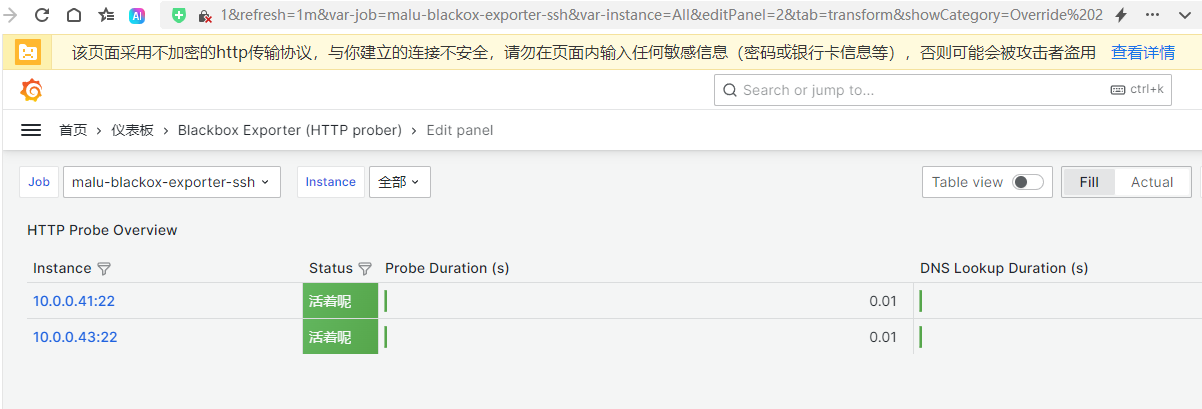 1&refresh=1m&var-job=malu-blackox-exporter-ssh&var-instance=All&editPanel=2&tab=transform&showCategory=Override%202
该页面采用不加密的http传输协议，与你建立的连接不安全，请勿在页面内输入任何敏感信息（密码或银行卡信息等），否则可能会被攻击者盗用 查看详情
Search or jump to... ctrl+k
首页 › 仪表板 › Blackbox Exporter (HTTP prober) › Edit panel
Job malu-blackox-exporter-ssh Instance 全部 Table view Fill Actual
HTTP Probe Overview
Instance Status Probe Duration (s) DNS Lookup Duration (s)
10.0.0.41:22 活着呢 0.01
10.0.0.43:22 活着呢 0.01